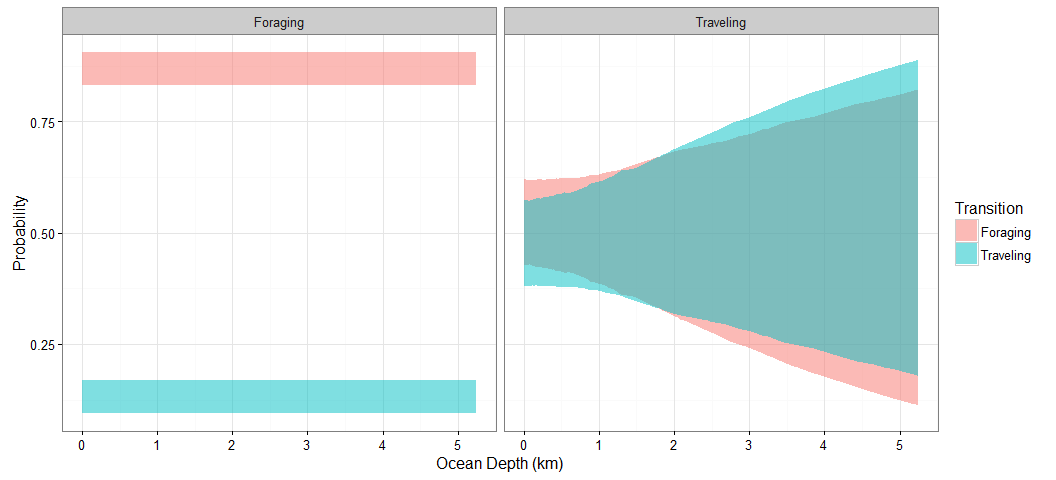 Foraging
Traveling
Probability
0.75
0.50
0.25
0 1 2 3 4 5
0 1 2 3 4 5
Ocean Depth (km)
Transition
Foraging
Traveling